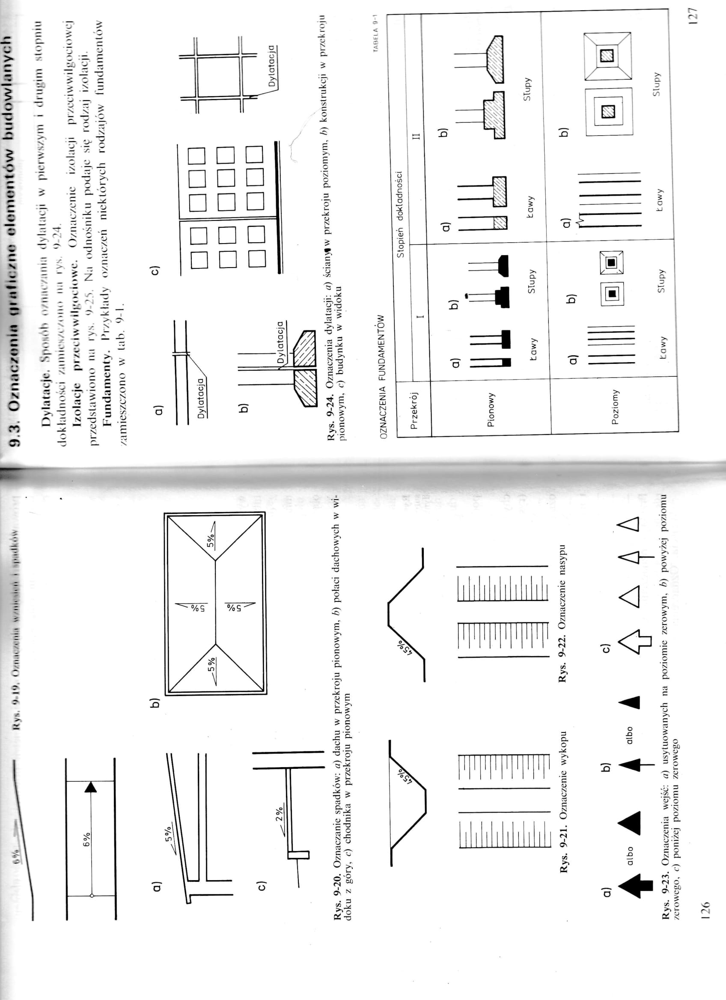 Rys. 9-19. Oznaczenia wzniesień i spadków
6%
6%
a)
5%
b)
5%
5%
5%
5%
c)
2%
Rys. 9-20. Oznaczanie spadków: a) dachu w przekroju pionowym, b) połaci dachowych w wi-
doku z góry, c) chodnika w przekroju pionowym
45%
45%
Rys. 9-21. Oznaczenie wykopu
Rys. 9-22. Oznaczenie nasypu
a)
albo
b)
albo
c)
Rys. 9-23. Oznaczenia wejść: a) usytuowanych na poziomie zerowym, b) powyżej poziomu
zerowego, c) poniżej poziomu zerowego
126
9.3. Oznaczenia graficzne elementów budowlanych
Dylatacje. Sposób oznaczania dylatacji w pierwszym i drugim stopniu
dokładności zamieszczono na rys. 9-24.
Izolacje przeciwwilgociowe. Oznaczenie izolacji przeciwwilgociowej
przedstawiono na rys. 9-25. Na odnośniku podaje się rodzaj izolacji.
Fundamenty. Przykłady oznaczeń niektórych rodzajów fundamentów
zamieszczono w tab. 9-1.
a)
Dylatacja
b)
Dylatacja
c)
Dylatacja
Rys. 9-24. Oznaczenia dylatacji: a) ściany w przekroju poziomym, b) konstrukcji w przekroju
pionowym, c) budynku w widoku
TABELA 9-1
OZNACZENIA FUNDAMENTÓW
Przekrój
Stopień dokładności
I
II
Pionowy
a)
Ławy
b)
Słupy
a)
Ławy
b)
Słupy
Poziomy
a)
Ławy
b)
Słupy
a)
Ławy
b)
Słupy
127